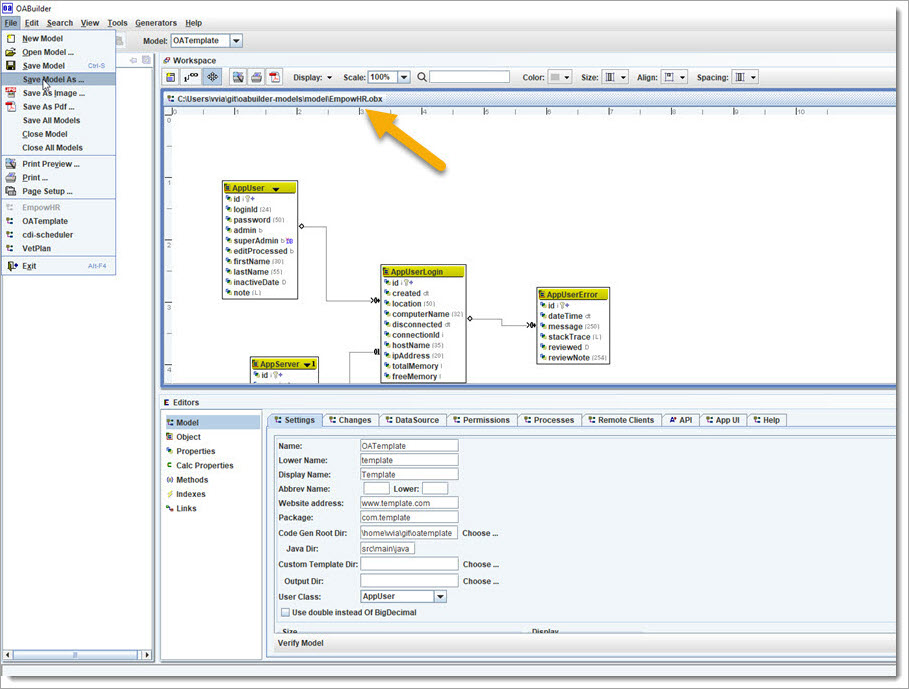 OABuilder
File Edit Search View Tools Generators Help
New Model
Open Model ...
Save Model Ctrl-S
Save Model As ...
Save As Image ...
Save As Pdf ...
Save All Models
Close Model
Close All Models
Print Preview ...
Print ...
Page Setup ...
EmpowHR
OATemplate
cdi-scheduler
VetPlan
Exit Alt-F4
Model: OATemplate
Workspace
Display: Scale: 100% Color: Size: Align: Spacing:
C:\Users\vvia\git\oabuilder-models\model\EmpowHR.obx
0 1 2 3 4 5 6 7 8 9 10
0
1
2
3
4
AppUser
id i
loginId (24)
password (50)
admin b
superAdmin b
editProcessed b
firstName (30)
lastName (55)
inactiveDate D
note (L)
AppUserLogin
id i
created dt
location (50)
computerName (32)
disconnected dt
connectionId i
hostName (35)
ipAddress (20)
totalMemory l
freeMemory l
AppUserError
id i
dateTime dt
message (250)
stackTrace (L)
reviewed D
reviewNote (254)
AppServer 1
id i
Editors
Model
Object
Properties
Calc Properties
Methods
Indexes
Links
Settings Changes DataSource Permissions Processes Remote Clients API App UI Help
Name: OATemplate
Lower Name: template
Display Name: Template
Abbrev Name: Lower:
Website address: www.template.com
Package: com.template
Code Gen Root Dir: \home\vvia\git\oatemplate Choose ...
Java Dir: src\main\java
Custom Template Dir: Choose ...
Output Dir: Choose ...
User Class: AppUser
Use double instead Of BigDecimal
Size Display
Verify Model